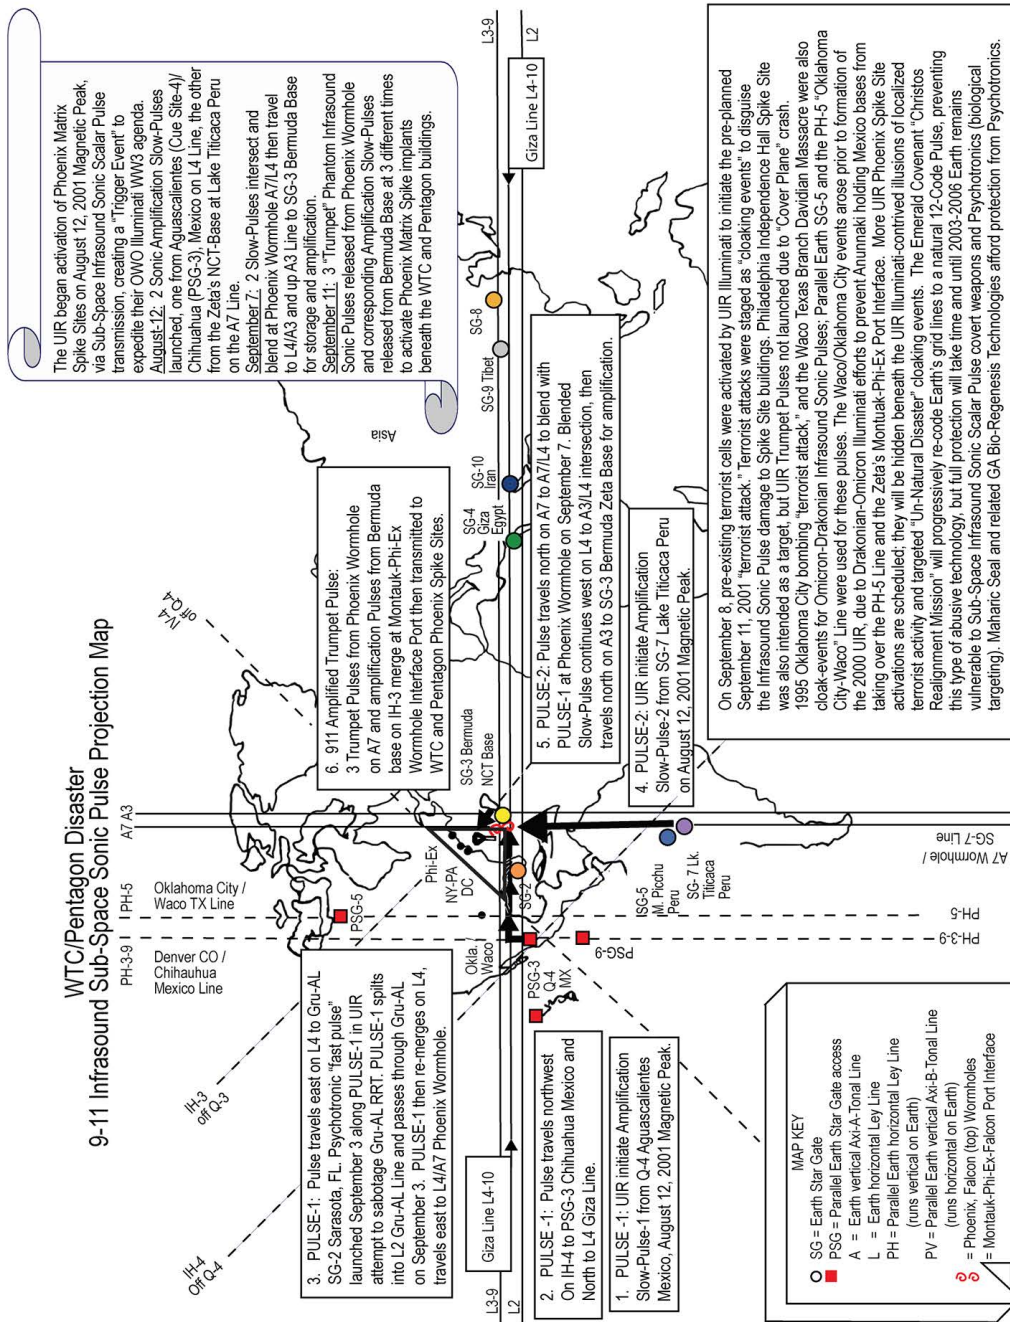 WTC/Pentagon Disaster
9-11 Infrasound Sub-Space Sonic Pulse Projection Map
The UIR began activation of Phoenix Matrix
Spike Sites on August 12, 2001 Magnetic Peak,
via Sub-Space Infrasound Sonic Scalar Pulse
transmission, creating a “Trigger Event” to
expedite their OWO Illuminati WW3 agenda.
August-12: 2 Sonic Amplification Slow-Pulses
launched, one from Aguascalientes (Cue Site-4)/
Chihuahua (PSG-3), Mexico on L4 Line, the other
from the Zeta's NCT-Base at Lake Titicaca Peru
on the A7 Line.
September 7: 2 Slow-Pulses intersect and
blend at Phoenix Wormhole A7/L4 then travel
to L4/A3 and up A3 Line to SG-3 Bermuda Base
for storage and amplification.
September 11: 3 “Trumpet” Phantom Infrasound
Sonic Pulses released from Phoenix Wormhole
and corresponding Amplification Slow-Pulses
released from Bermuda Base at 3 different times
to activate Phoenix Matrix Spike implants
beneath the WTC and Pentagon buildings.
IH-4
Off Q-4
IH-3
off Q-3
IV-4
off Q.4
PH-3-9
PH-5
A7 A3
Denver CO /
Chihauhua
Mexico Line
Oklahoma City /
Waco TX Line
3. PULSE-1: Pulse travels east on L4 to Gru-AL
SG-2 Sarasota, FL. Psychotronic “fast pulse”
launched September 3 along PULSE-1 in UIR
attempt to sabotage Gru-AL RRT. PULSE-1 spilts
into L2 Gru-AL Line and passes through Gru-AL
on September 3. PULSE-1 then re-merges on L4,
travels east to L4/A7 Phoenix Wormhole.
6. 911 Amplified Trumpet Pulse:
3 Trumpet Pulses from Phoenix Wormhole
on A7 and amplification Pulses from Bermuda
base on IH-3 merge at Montauk-Phi-Ex
Wormhole Interface Port then transmitted to
WTC and Pentagon Phoenix Spike Sites.
Asia
PSG-5
Phi-Ex
NY-PA
DC
Okla.
Waco
SG-3 Bermuda
NCT Base
SG-4
Giza
Egypt
SG-10
Iran
SG-9 Tibet
SG-8
Giza Line L4-10
L3-9
L2
L3-9
L2
Giza Line L4-10
SG-2
PSG-3
Q-4
MX
PSG-9
SG-5
M. Picchu
Peru
SG-7 Lk.
Titicaca
Peru
2. PULSE -1: Pulse travels northwest
On IH-4 to PSG-3 Chihauhua Mexico and
North to L4 Giza Line.
1. PULSE -1: UIR initiate Amplification
Slow-Pulse-1 from Q-4 Aguascalientes
Mexico, August 12, 2001 Magnetic Peak.
5. PULSE-2: Pulse travels north on A7 to A7/L4 to blend with
PULSE-1 at Phoenix Wormhole on September 7. Blended
Slow-Pulse continues west on L4 to A3/L4 intersection, then
travels north on A3 to SG-3 Bermuda Zeta Base for amplification.
4. PULSE-2: UIR initiate Amplification
Slow-Pulse-2 from SG-7 Lake Titicaca Peru
on August 12, 2001 Magnetic Peak.
PH-3-9
PH-5
A7 Wormhole /
SG-7 Line
MAP KEY
SG = Earth Star Gate
PSG = Parallel Earth Star Gate access
A = Earth vertical Axi-A-Tonal Line
L = Earth horizontal Ley Line
PH = Parallel Earth horizontal Ley Line
(runs vertical on Earth)
PV = Parallel Earth vertical Axi-B-Tonal Line
(runs horizontal on Earth)
= Phoenix, Falcon (top) Wormholes
= Montauk-Phi-Ex-Falcon Port Interface
On September 8, pre-existing terrorist cells were activated by UIR Illuminati to initiate the pre-planned
September 11, 2001 “terrorist attack.” Terrorist attacks were staged as “cloaking events” to disguise
the Infrasound Sonic Pulse damage to Spike Site buildings. Philadelphia Independence Hall Spike Site
was also intended as a target, but UIR Trumpet Pulses not launched due to “Cover Plane” crash.
1995 Oklahoma City bombing “terrorist attack,” and the Waco Texas Branch Davidian Massacre were also
cloak-events for Omicron-Drakonian Infrasound Sonic Pulses; Parallel Earth SG-5 and the PH-5 “Oklahoma
City-Waco” Line were used for these pulses. The Waco/Oklahoma City events arose prior to formation of
the 2000 UIR, due to Drakonian-Omicron Illuminati efforts to prevent Anunnaki holding Mexico bases from
taking over the PH-5 Line and the Zeta's Montuak-Phi-Ex Port Interface. More UIR Phoenix Spike Site
activations are scheduled; they will be hidden beneath the UIR Illuminati-contrived illusions of localized
terrorist activity and targeted “Un-Natural Disaster” cloaking events. The Emerald Covenant “Christos
Realignment Mission” will progressively re-code Earth's grid lines to a natural 12-Code Pulse, preventing
this type of abusive technology, but full protection will take time and until 2003-2006 Earth remains
vulnerable to Sub-Space Infrasound Sonic Scalar Pulse covert weapons and Psychotronics (biological
targeting). Maharic Seal and related GA Bio-Regenesis Technologies afford protection from Psychotronics.